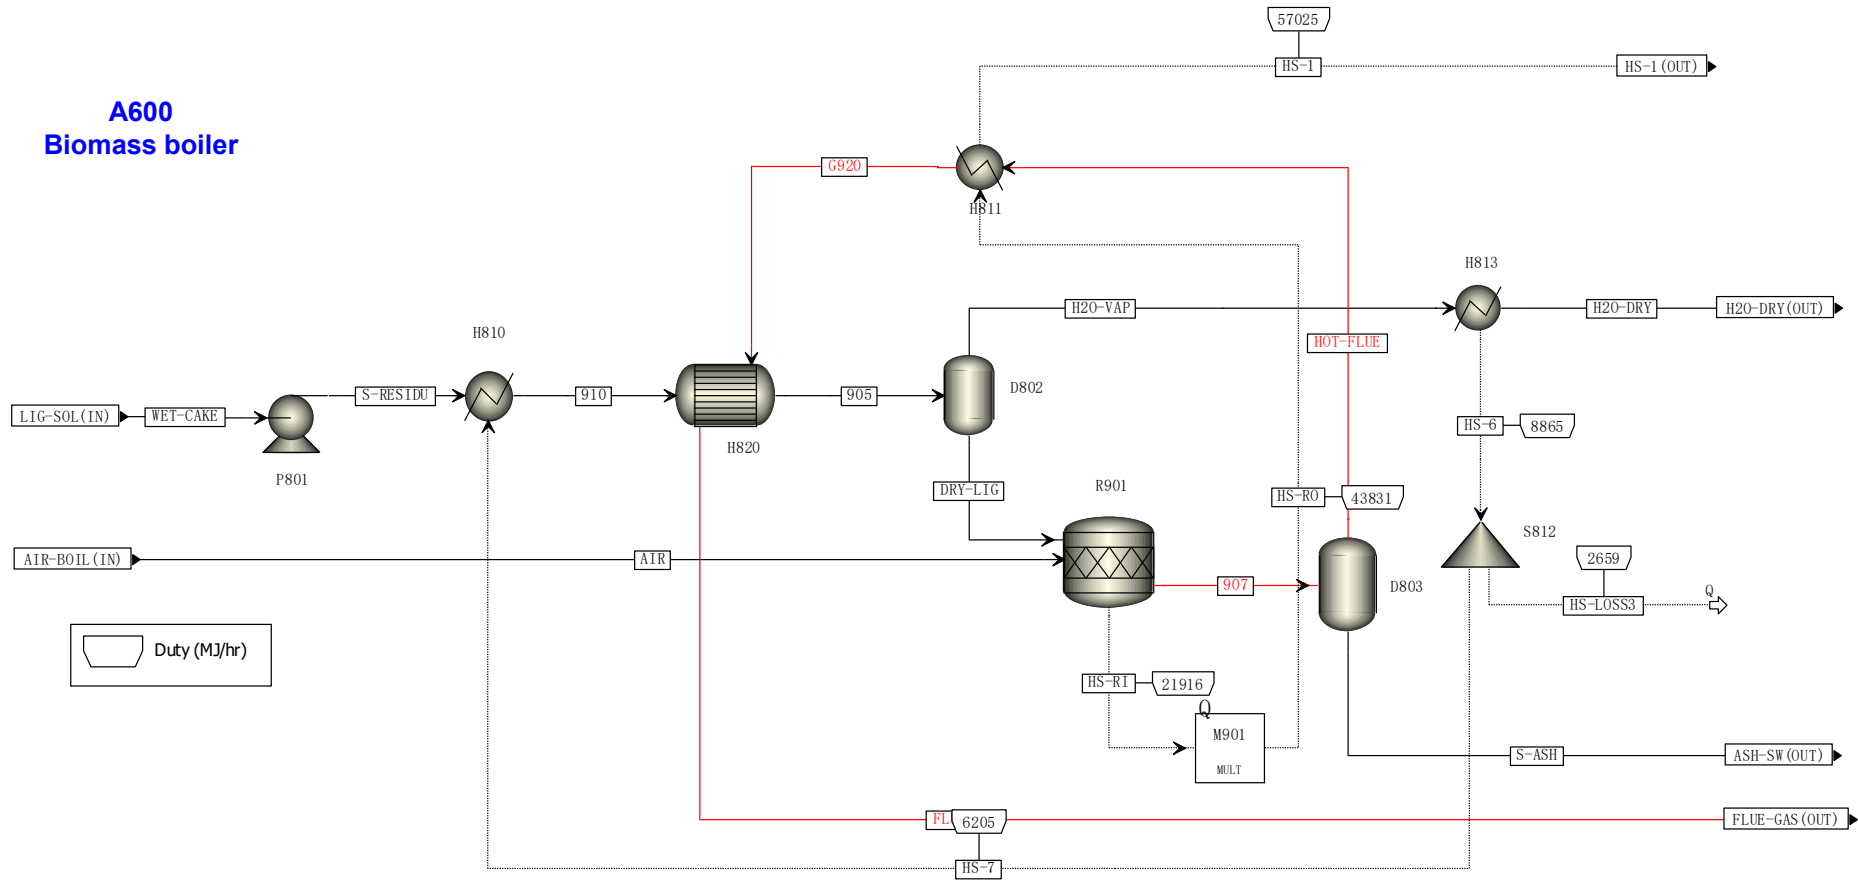 57025
HS-1
HS-1(OUT)
A600
Biomass boiler
G920
H811
H813
H2O-VAP
H2O-DRY
H2O-DRY(OUT)
H810
HOT-FLUE
D802
S-RESIDU
910
905
LIG-SOL(IN)
WET-CAKE
HS-6
8865
H820
P801
DRY-LIG
R901
HS-RO
43831
S812
AIR-BOIL(IN)
AIR
2659
907
D803
Q
HS-LOSS3
Duty (MJ/hr)
HS-RI
21916
Q
M901
MULT
S-ASH
ASH-SW(OUT)
FL
6205
FLUE-GAS(OUT)
HS-7